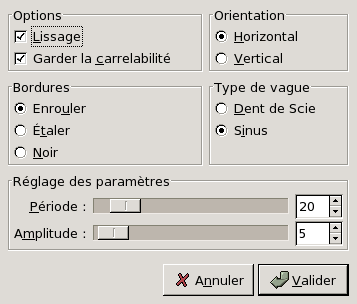 Options
Orientation
Lissage
Horizontal
Garder la carrelabilité
Vertical
Bordures
Type de vague
Enrouler
Dent de Scie
Étaler
Sinus
Noir
Réglage des paramètres
Période : 20
Amplitude : 5
Annuler
Valider